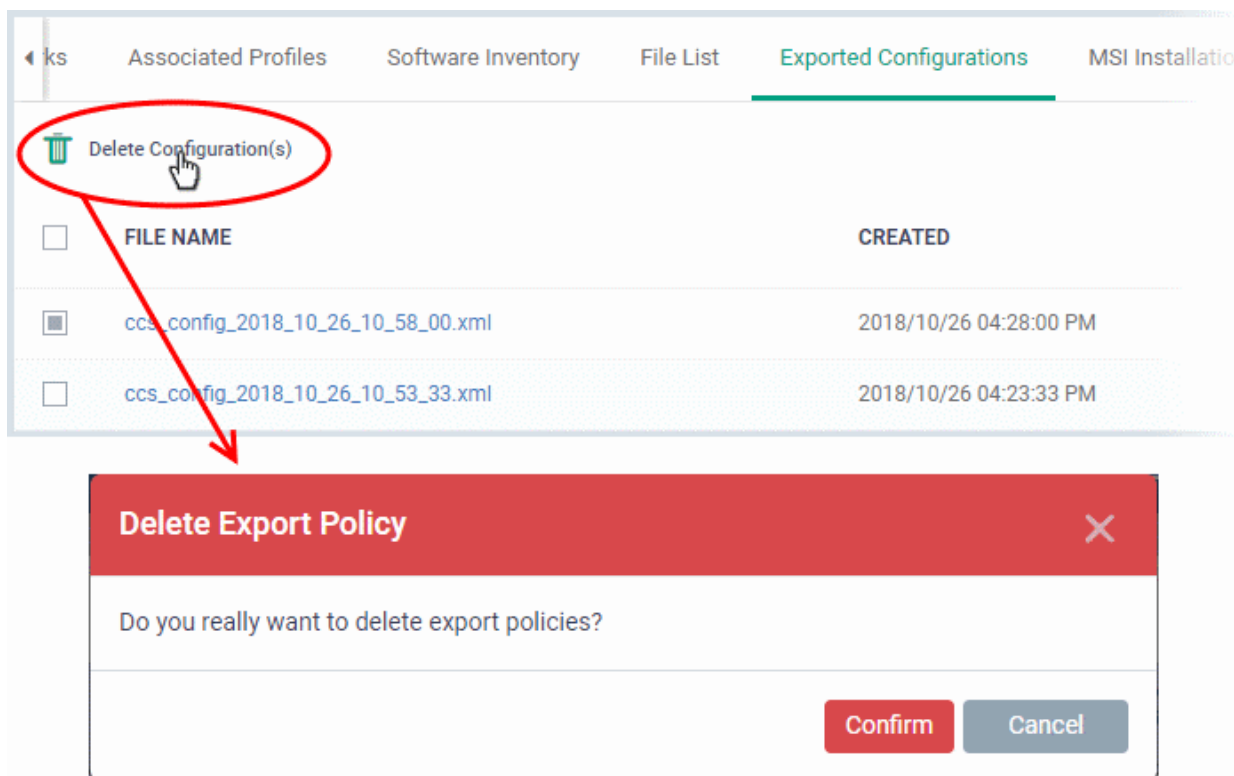 ks Associated Profiles Software Inventory File List Exported Configurations MSI Installatio
Delete Configuration(s)
FILE NAME CREATED
ccs_config_2018_10_26_10_58_00.xml 2018/10/26 04:28:00 PM
ccs_config_2018_10_26_10_53_33.xml 2018/10/26 04:23:33 PM
Delete Export Policy
Do you really want to delete export policies?
Confirm Cancel